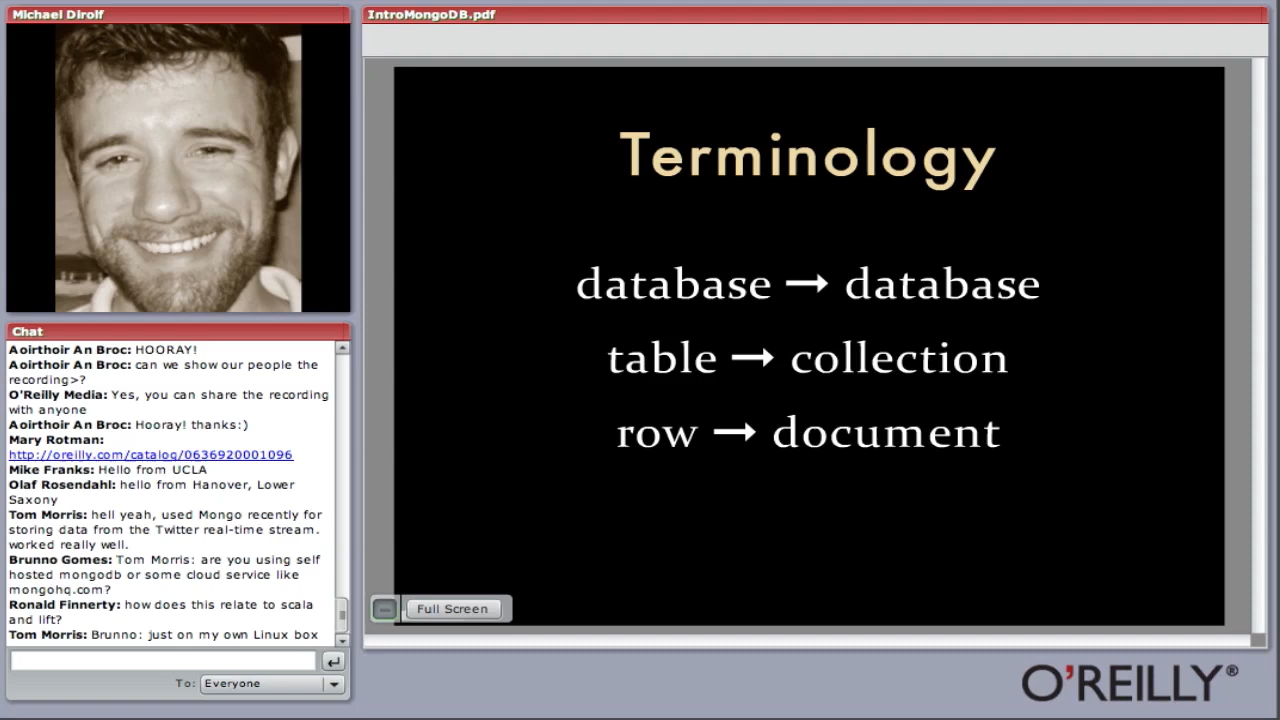 Michael Dirolf
Chat
Aoirthoir An Broc: HOORAY!
Aoirthoir An Broc: can we show our people the
recording>?
O'Reilly Media: Yes, you can share the recording
with anyone
Aoirthoir An Broc: Hooray! thanks:)
Mary Rotman:
http://oreilly.com/catalog/0636920001096
Mike Franks: Hello from UCLA
Olaf Rosendahl: hello from Hanover, Lower
Saxony
Tom Morris: hell yeah, used Mongo recently for
storing data from the Twitter real-time stream.
worked really well.
Brunno Gomes: Tom Morris: are you using self
hosted mongodb or some cloud service like
mongohq.com?
Ronald Finnerty: how does this relate to scala
and lift?
Tom Morris: Brunno: just on my own Linux box
To: Everyone
IntroMongoDB.pdf
Terminology
database → database
table → collection
row → document
Full Screen
O'REILLY®